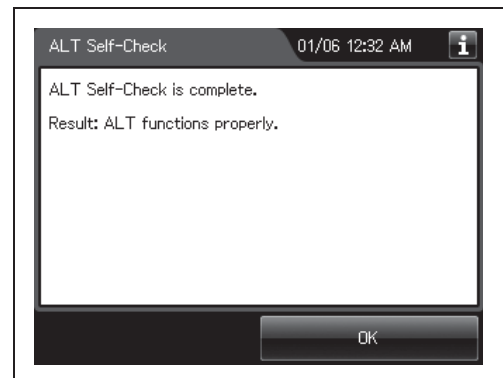 ALT Self-Check 01/06 12:32 AM i
ALT Self-Check is complete.
Result: ALT functions properly.
OK